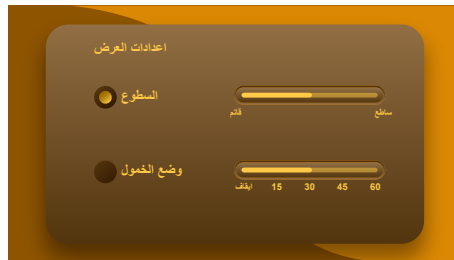 اعدادات العرض
السطوع
قاتم ساطع
وضع الخمول
ايقاف 15 30 45 60